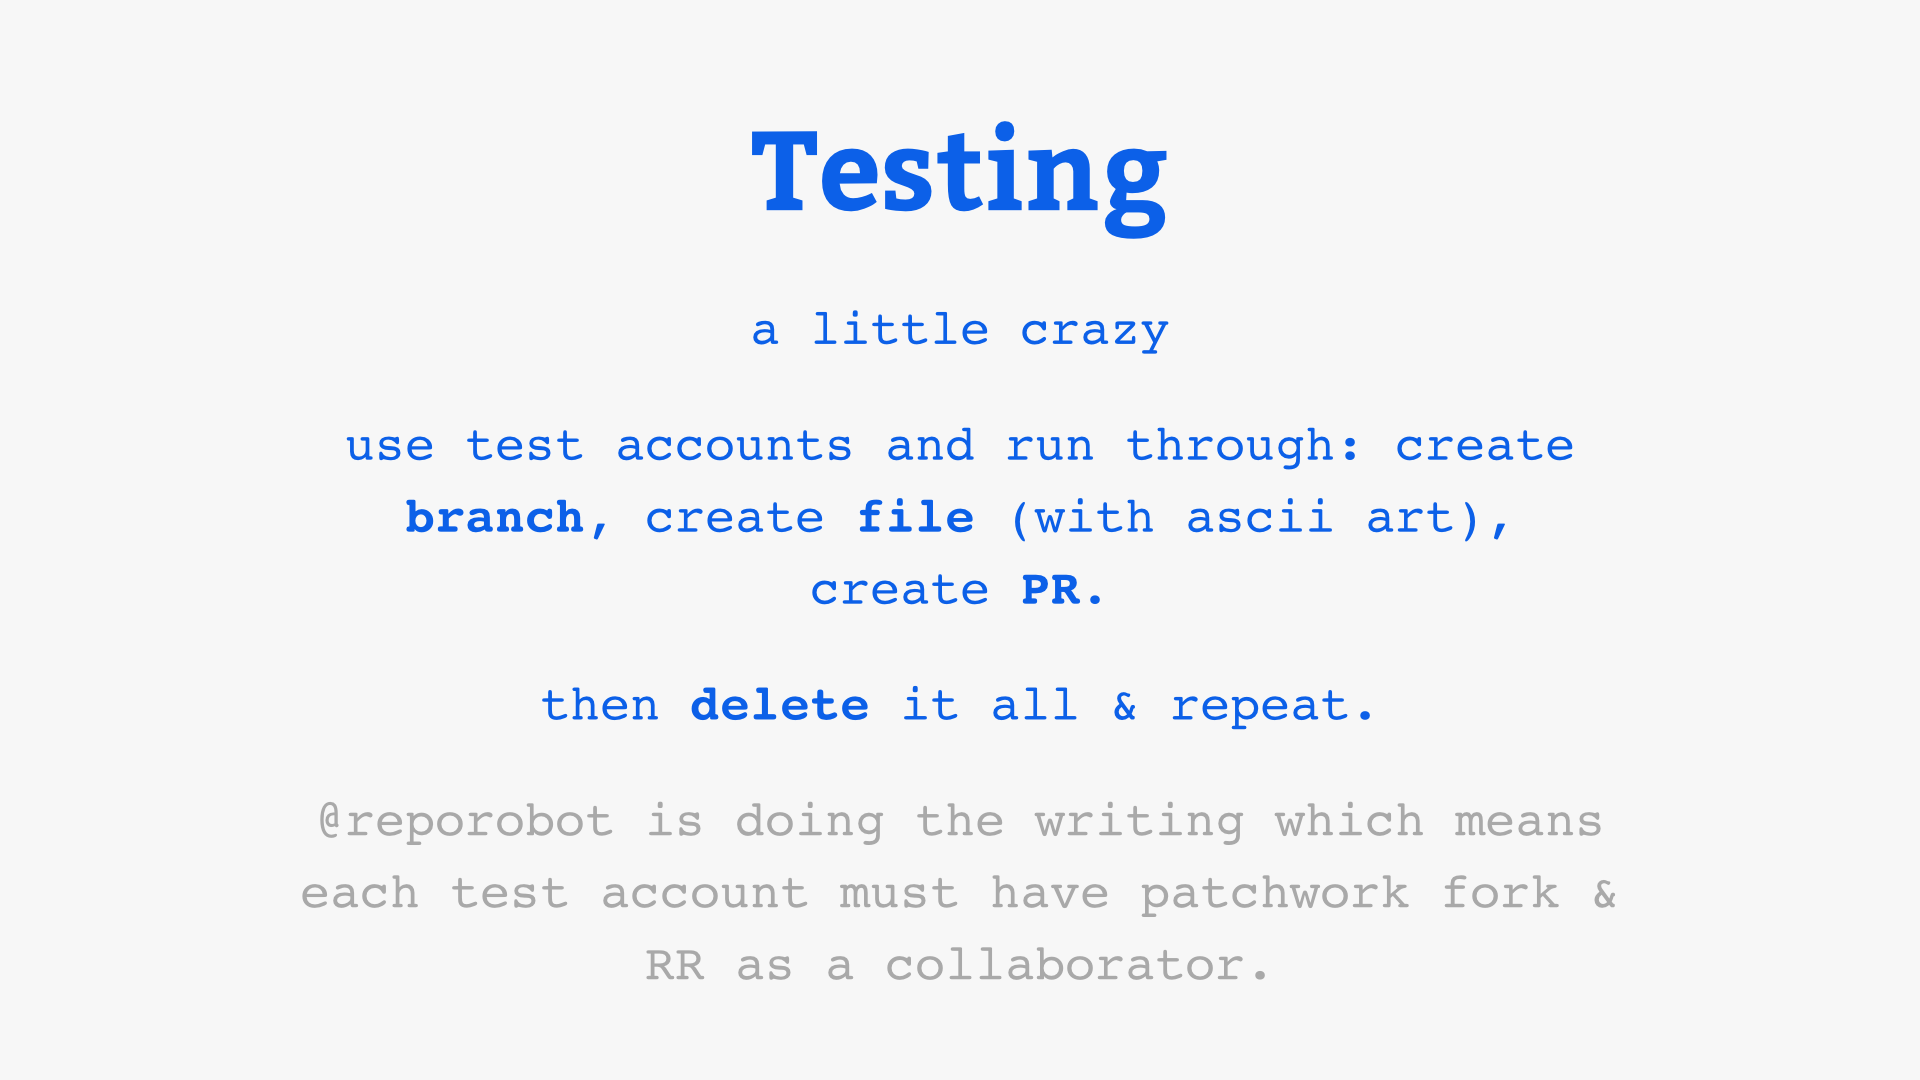 Testing
a little crazy
use test accounts and run through: create
branch, create file (with ascii art),
create PR.
then delete it all & repeat.
@reporobot is doing the writing which means
each test account must have patchwork fork &
RR as a collaborator.